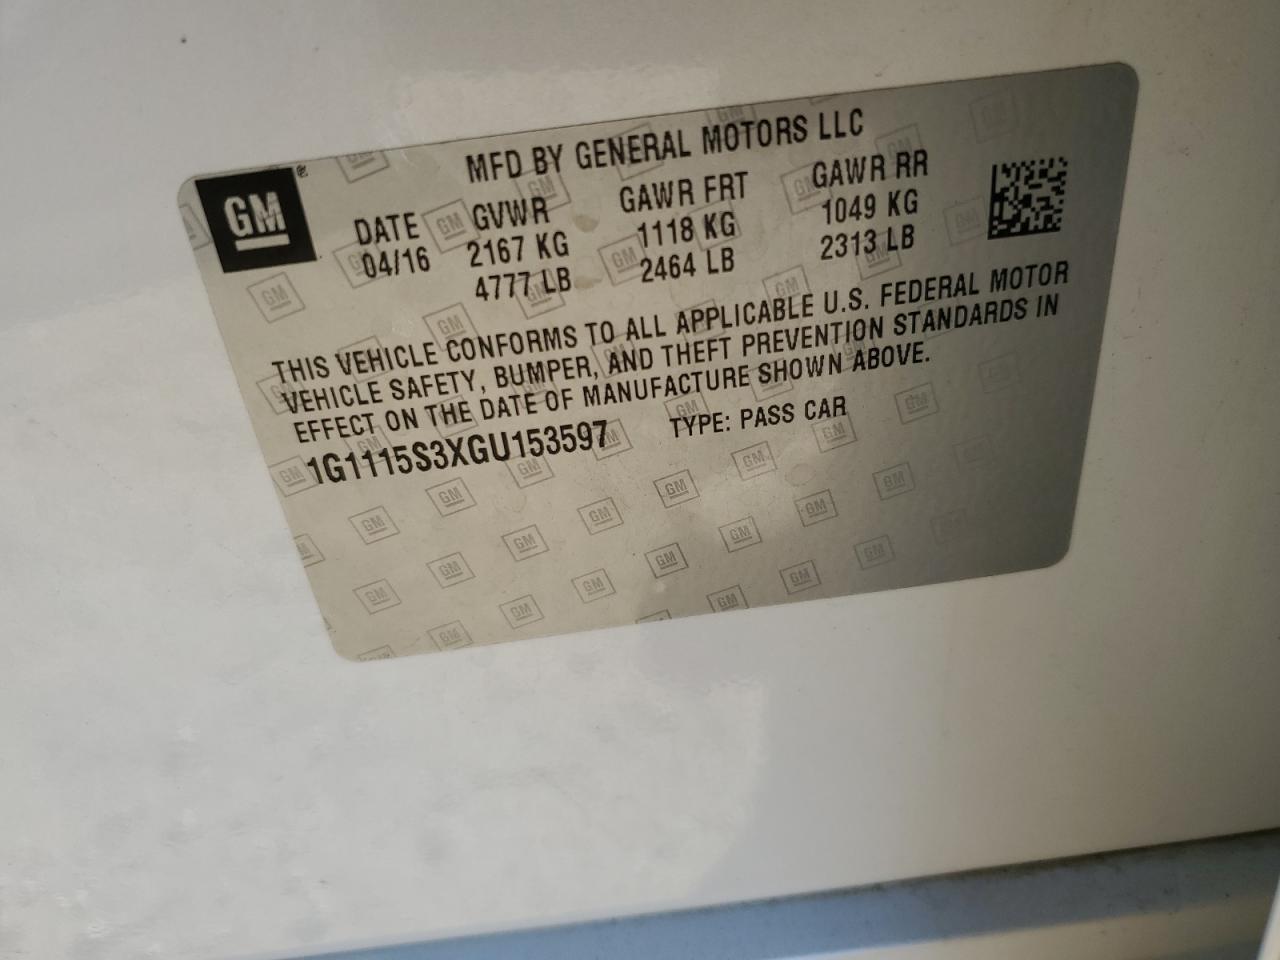 GM
MFD BY GENERAL MOTORS LLC
DATE GVWR GAWR FRT GAWR RR
04/16 2167 KG 1118 KG 1049 KG
4777 LB 2464 LB 2313 LB
THIS VEHICLE CONFORMS TO ALL APPLICABLE U.S. FEDERAL MOTOR
VEHICLE SAFETY, BUMPER, AND THEFT PREVENTION STANDARDS IN
EFFECT ON THE DATE OF MANUFACTURE SHOWN ABOVE.
1G1115S3XGU153597 TYPE: PASS CAR